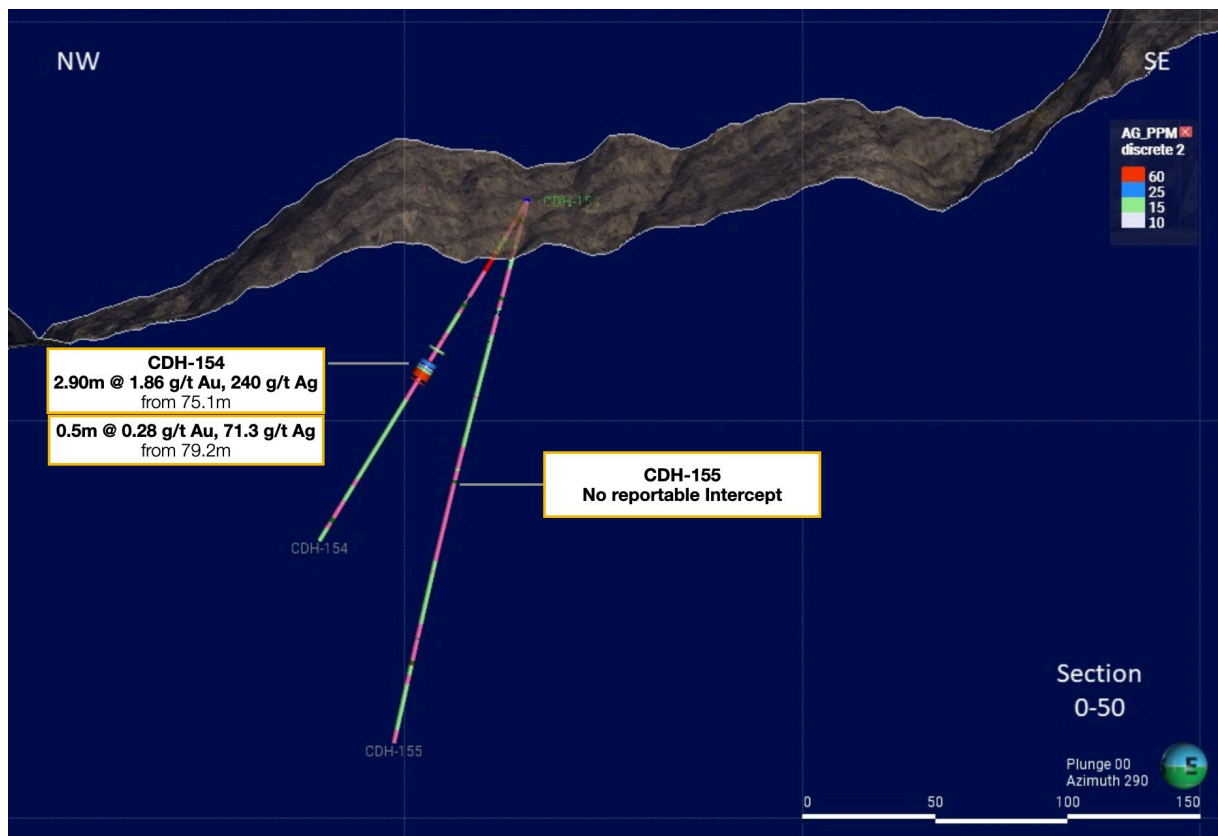 NW
SE
AG_PPM
discrete 2
60
25
15
10
CDH-15
CDH-154
2.90m @ 1.86 g/t Au, 240 g/t Ag
from 75.1m
0.5m @ 0.28 g/t Au, 71.3 g/t Ag
from 79.2m
CDH-155
No reportable Intercept
CDH-154
CDH-155
Section
0-50
Plunge 00
Azimuth 290
0 50 100 150